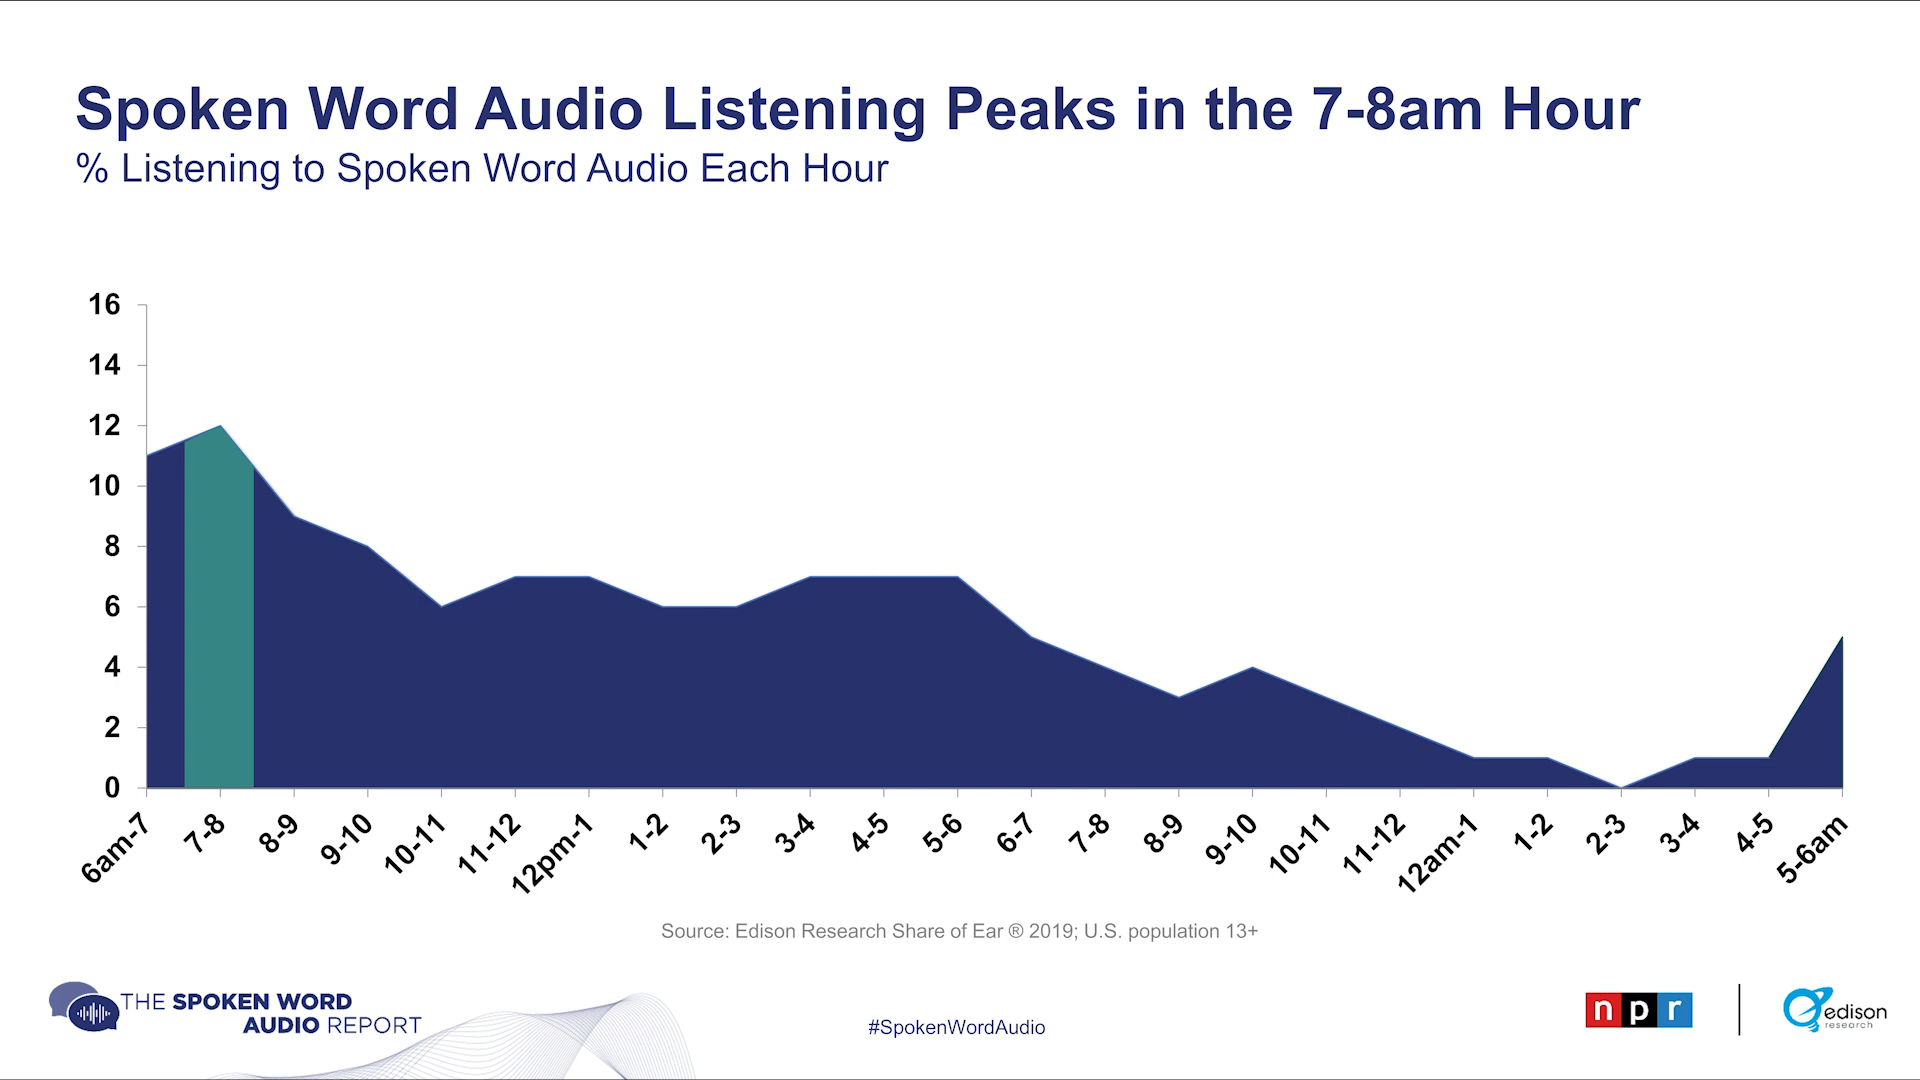 Spoken Word Audio Listening Peaks in the 7-8am Hour
% Listening to Spoken Word Audio Each Hour
16
14
12
10
8
6
4
2
0
6am-7
7-8
8-9
9-10
10-11
11-12
12pm-1
1-2
2-3
3-4
4-5
5-6
6-7
7-8
8-9
9-10
10-11
11-12
12am-1
1-2
2-3
3-4
4-5
5-6am
Source: Edison Research Share of Ear ® 2019; U.S. population 13+
THE SPOKEN WORD
AUDIO REPORT
#SpokenWordAudio
npr
edison
research